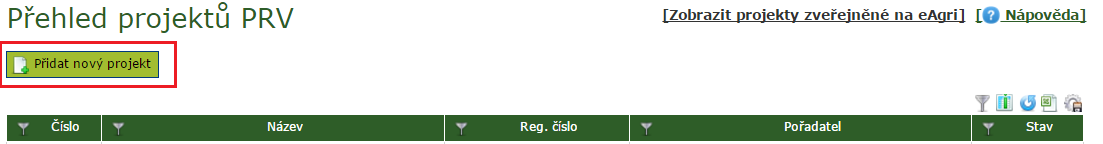 Přehled projektů PRV
[Zobrazit projekty zveřejněné na eAgri] [? Nápověda]
Přidat nový projekt
Číslo Název Reg. číslo Pořadatel Stav